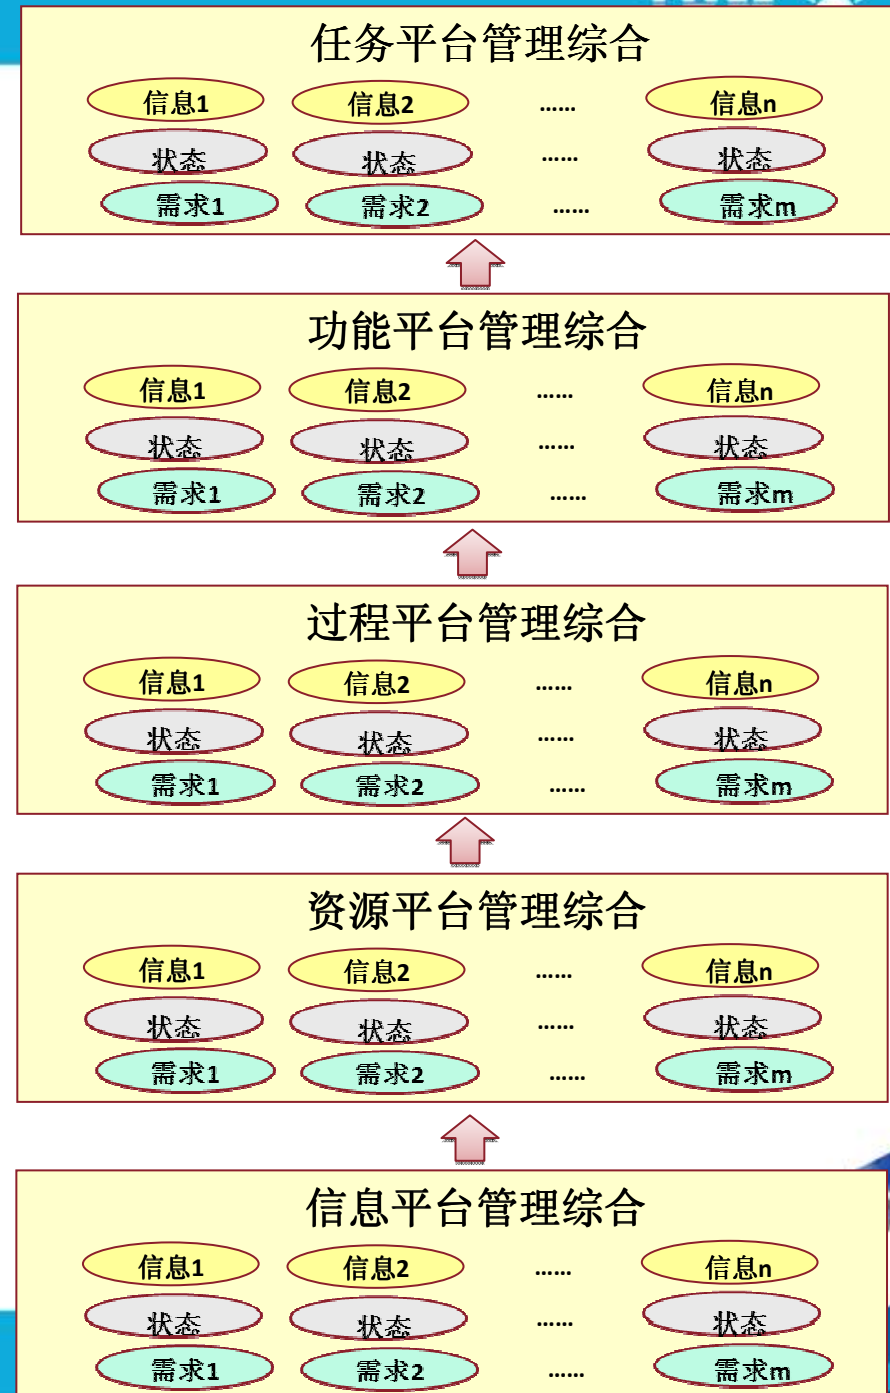 任务平台管理综合
信息1 信息2 …… 信息n
状态 状态 …… 状态
需求1 需求2 …… 需求m
功能平台管理综合
信息1 信息2 …… 信息n
状态 状态 …… 状态
需求1 需求2 …… 需求m
过程平台管理综合
信息1 信息2 …… 信息n
状态 状态 …… 状态
需求1 需求2 …… 需求m
资源平台管理综合
信息1 信息2 …… 信息n
状态 状态 …… 状态
需求1 需求2 …… 需求m
信息平台管理综合
信息1 信息2 …… 信息n
状态 状态 …… 状态
需求1 需求2 …… 需求m